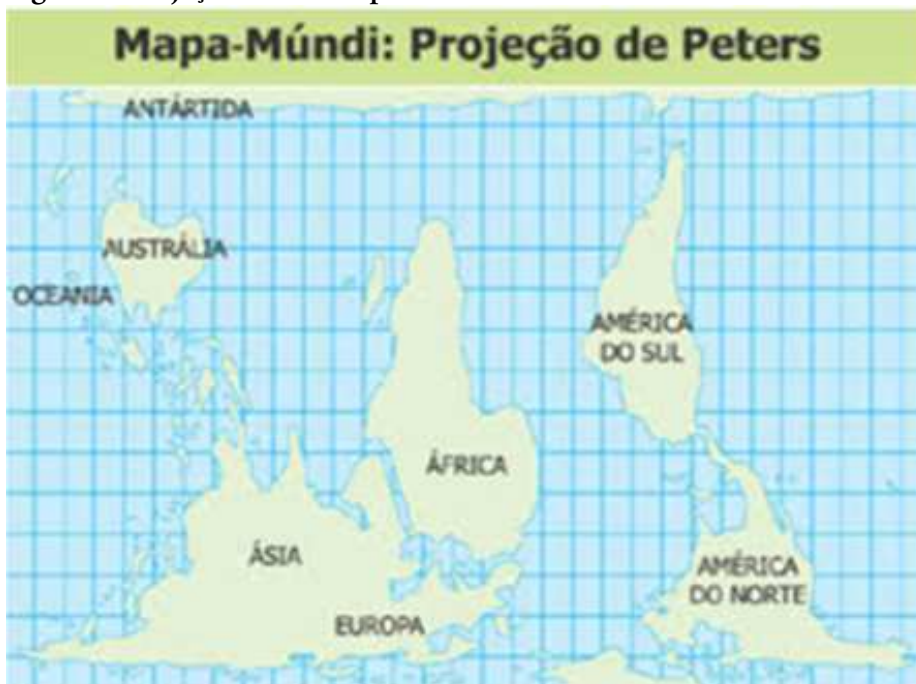 Mapa-Múndi: Projeção de Peters
ANTÁRTIDA
AUSTRÁLIA
OCEANIA
AMÉRICA
DO SUL
ÁFRICA
ÁSIA
AMÉRICA
DO NORTE
EUROPA